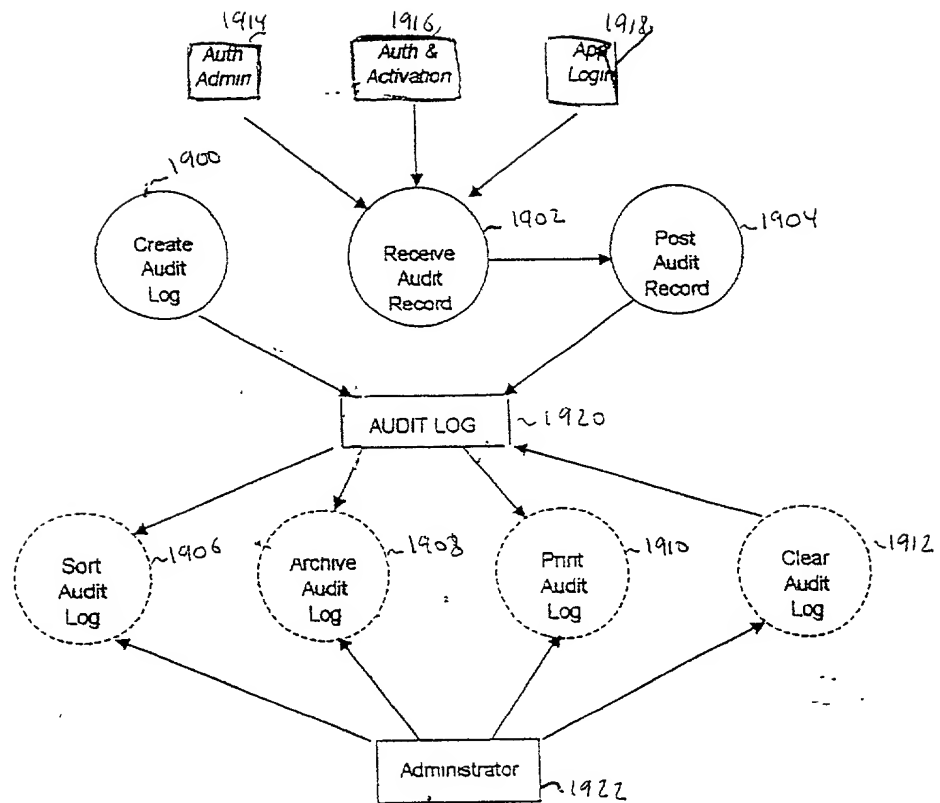 1914
1916
1918
Auth
Admin
Auth &
Activation
App
Login
1900
1902
1904
Create
Audit
Log
Receive
Audit
Record
Post
Audit
Record
AUDIT LOG
1920
1906
1908
1910
1912
Sort
Audit
Log
Archive
Audit
Log
Print
Audit
Log
Clear
Audit
Log
Administrator
1922